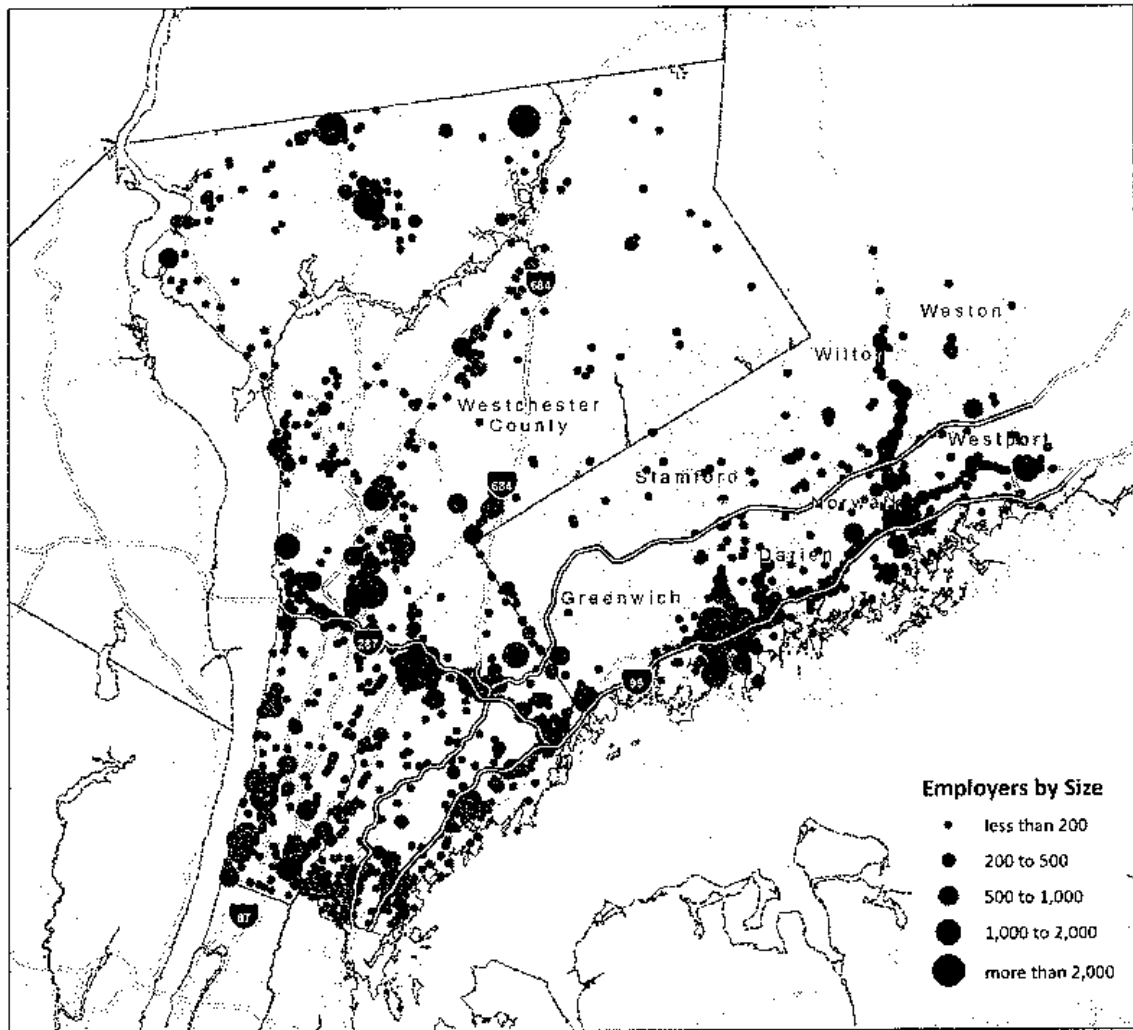 684
Weston
Wilto
Westchester
County
Westport
684
Stamford
Norwalk
Darien
Greenwich
287
95
Employers by Size
less than 200
200 to 500
500 to 1,000
1,000 to 2,000
more than 2,000
87